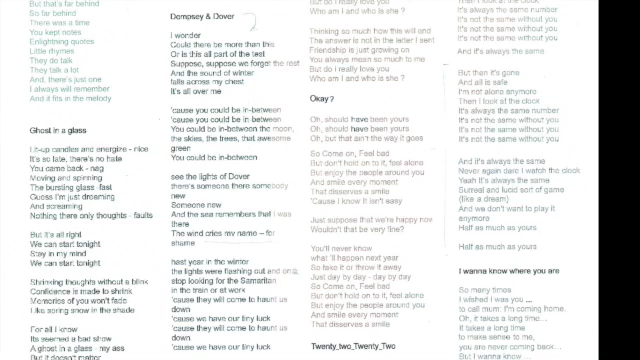 But that's far behind
So far behind
There was a time
You kept notes
Enlightning quotes
Little rhymes
They do talk
They talk a lot
And, there's just one
I always will remember
And if fits in the melody
Ghost in a glass
Lit-up candles and energize - nice
It's so late, there's no hate
You came back - nag
Moving and spinning
The bursting glass -fast
Guess I'm just dreaming
And screaming
Nothing there only thoughts - faults
But it's all right
We can start tonight
Stay in my mind
We can start tonight
Shrinking thoughts without a blink
Confidence is made to shrink
Memories of you won't fade
Like spring snow in the shade
For all I know
Its seemed a bad show
A ghost in a glass - my ass
But it doesn't matter
Dempsey & Dover
I wonder
Could there be more than this
Or is this all part of the test
Suppose, suppose we forget the rest
And the sound of winter
falls across my chest
It's all over me
'cause you could be in-between
'cause you could be in-between
You could be in-between the moon,
the skies, the trees, that awesome
green
You could be in-between
see the lights of Dover
there's someone there somebody
new
Someone new
And the sea remembers that I was
there
The wind cries my name – for
shame
hast year in the winter
the lights were flashing out and on
stop looking for the Samaritan
in the train or at work
'cause they will come to haunt us
down
'cause we have our tiny luck
'cause they will come to haunt us
down
'cause we have our tiny luck
But do I really love you
Who am I and who is she ?
Thinking so much how this will end
The answer is not in the letter I sent
Friendship is just growing on
You always mean so much to me
But do I really love you
Who am I and who is she ?
Okay?
Oh, should have been yours
Oh, should have been yours
Oh, but that ain't the way it goes
So Come on, Feel bad
But don't hold on to it, feel alone
But enjoy the people around you
And smile every moment
That deserves a smile
'Cause I know It isn't easy
Just suppose that we're happy nov
Wouldn't that be very fine?
You'll never know
what 'll happen next year
So fake it or throw it away
Just day by day - day by day
So Come on, Feel bad
But don't hold on to it, feel alone
But enjoy the people around you
And smile every moment
That deserves a smile
Twenty_two_Twenty_Two
Then I look at the clock
It's always the same number
It's not the same without you
It's not the same without you
It's not the same without you
And it's always the same
But then it's gone
And all is safe
I'm not alone anymore
Then I look at the clock
It's always the same number
It's not the same without you
It's not the same without you
It's not the same without you
And it's always the same
Never again dare I watch the clock
Yeah It's always the same
Surreal and lucid sort of game
(like a dream)
And we don't want to play it
anymore
Half as much as yours
Half as much as yours
I wanna know where you are
So many times
I wished I was you ...
to call mum: I'm coming home.
Oh, it takes a long time...
It takes a long time
to make sense to me,
you are never coming back...
But I wanna know ...